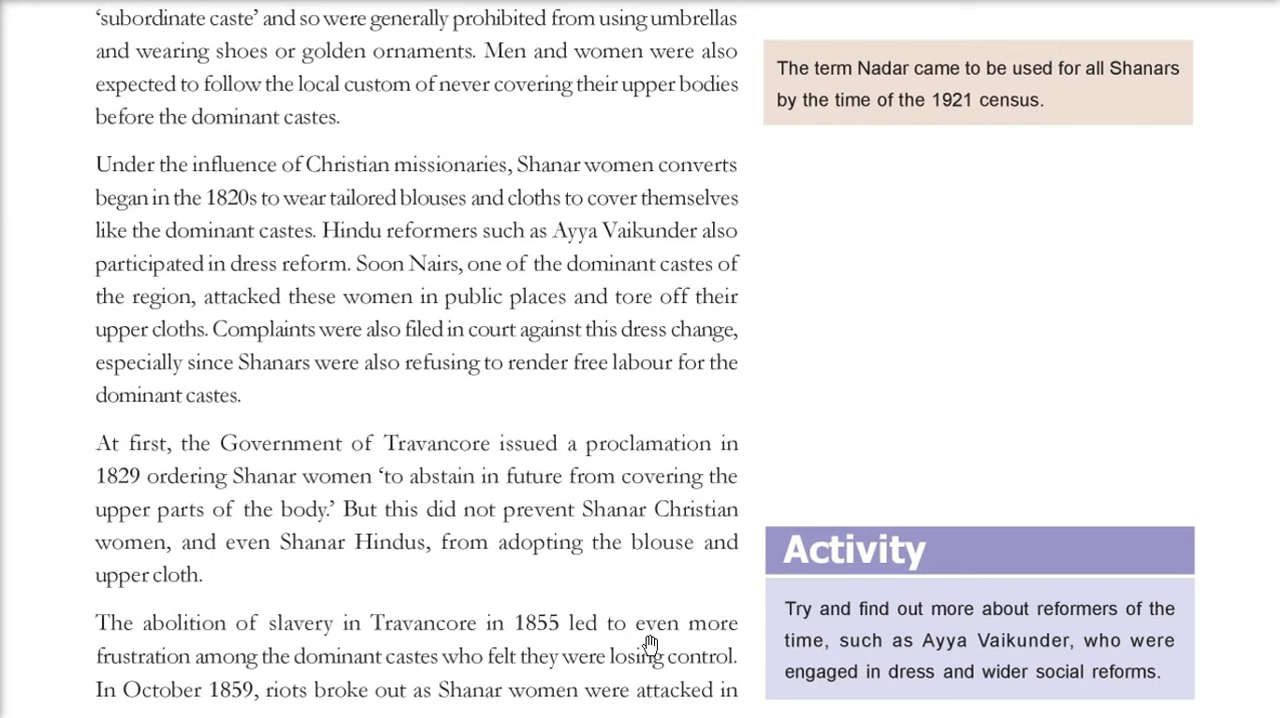 ‘subordinate caste’ and so were generally prohibited from using umbrellas
and wearing shoes or golden ornaments. Men and women were also
expected to follow the local custom of never covering their upper bodies
before the dominant castes.
Under the influence of Christian missionaries, Shanar women converts
began in the 1820s to wear tailored blouses and cloths to cover themselves
like the dominant castes. Hindu reformers such as Ayya Vaikunder also
participated in dress reform. Soon Nairs, one of the dominant castes of
the region, attacked these women in public places and tore off their
upper cloths. Complaints were also filed in court against this dress change,
especially since Shanars were also refusing to render free labour for the
dominant castes.
At first, the Government of Travancore issued a proclamation in
1829 ordering Shanar women ‘to abstain in future from covering the
upper parts of the body.’ But this did not prevent Shanar Christian
women, and even Shanar Hindus, from adopting the blouse and
upper cloth.
The abolition of slavery in Travancore in 1855 led to even more
frustration among the dominant castes who felt they were losing control.
In October 1859, riots broke out as Shanar women were attacked in
The term Nadar came to be used for all Shanars
by the time of the 1921 census.
Activity
Try and find out more about reformers of the
time, such as Ayya Vaikunder, who were
engaged in dress and wider social reforms.